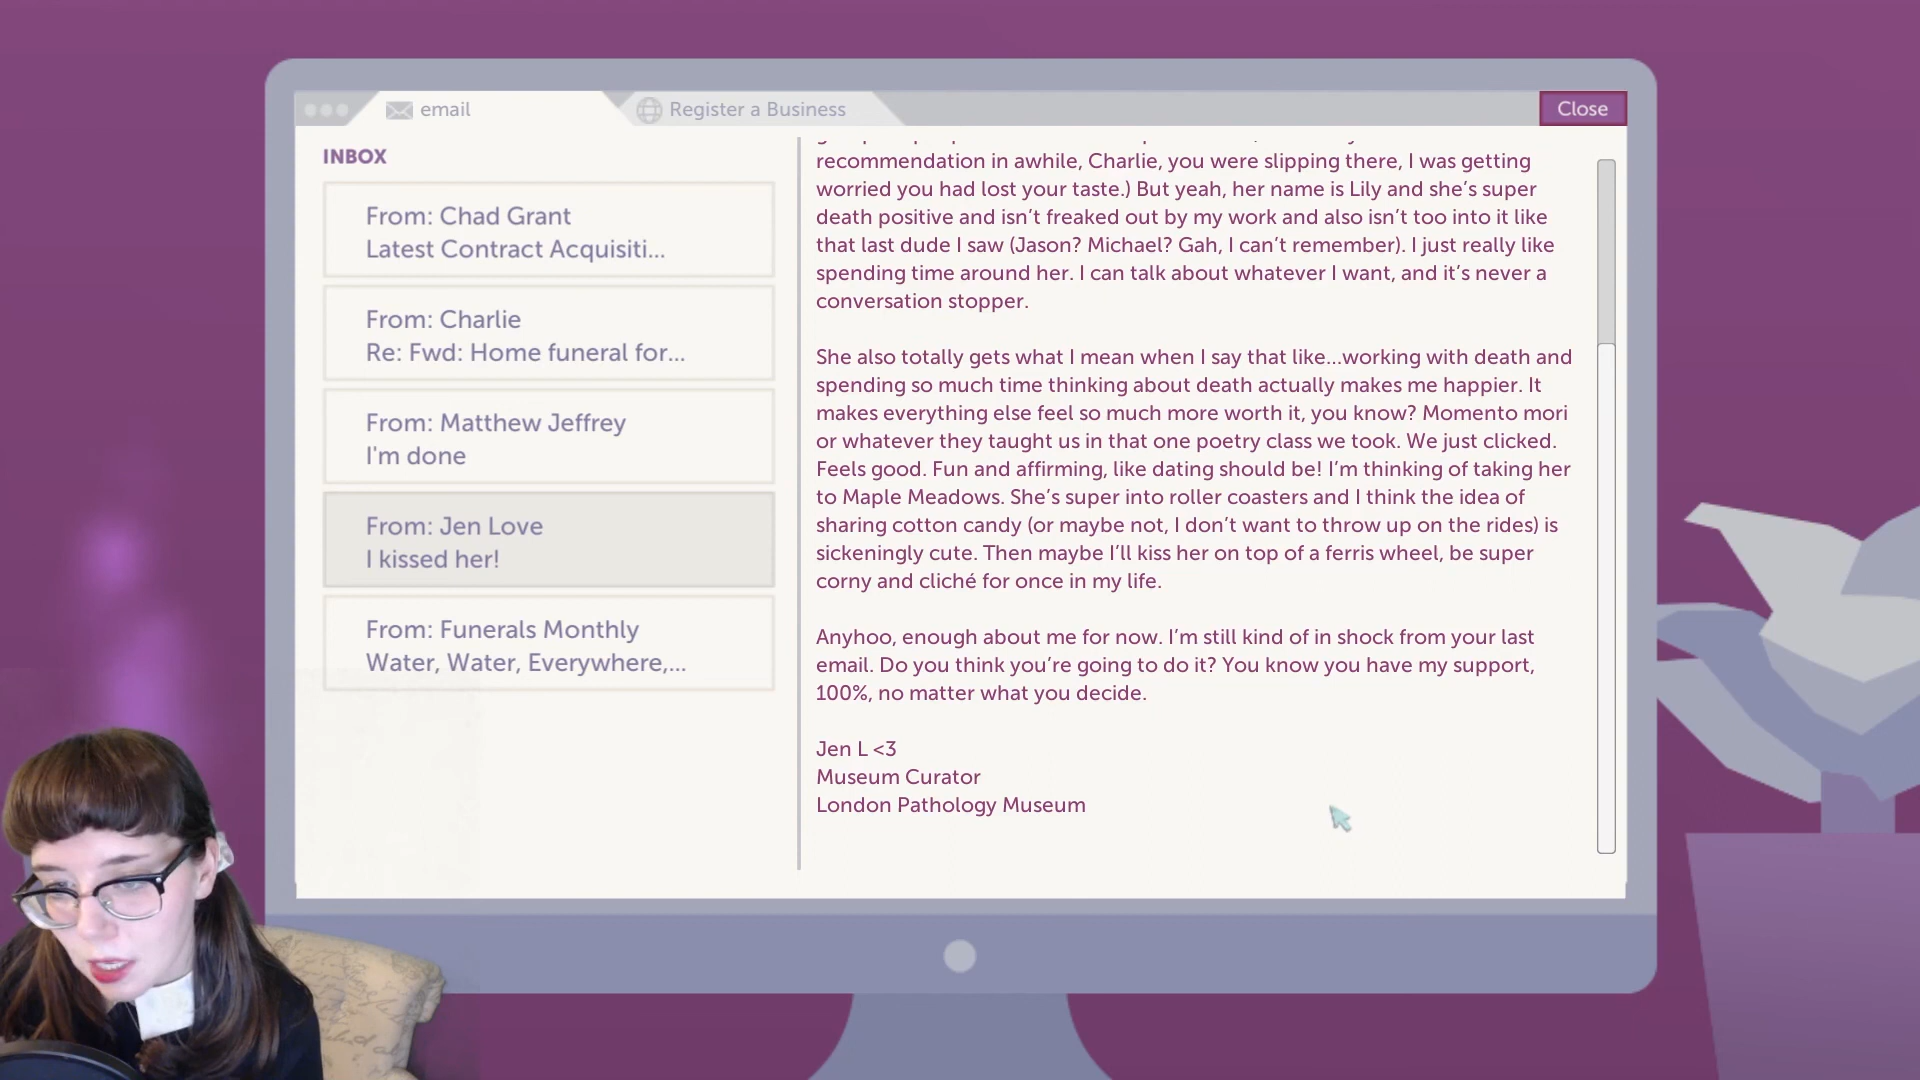 email
Register a Business
Close
INBOX
From: Chad Grant
Latest Contract Acquisiti...
From: Charlie
Re: Fwd: Home funeral for...
From: Matthew Jeffrey
I'm done
From: Jen Love
I kissed her!
From: Funerals Monthly
Water, Water, Everywhere,...
recommendation in awhile, Charlie, you were slipping there, I was getting
worried you had lost your taste.) But yeah, her name is Lily and she's super
death positive and isn't freaked out by my work and also isn't too into it like
that last dude I saw (Jason? Michael? Gah, I can't remember). I just really like
spending time around her. I can talk about whatever I want, and it's never a
conversation stopper.
She also totally gets what I mean when I say that like...working with death and
spending so much time thinking about death actually makes me happier. It
makes everything else feel so much more worth it, you know? Momento mori
or whatever they taught us in that one poetry class we took. We just clicked.
Feels good. Fun and affirming, like dating should be! I'm thinking of taking her
to Maple Meadows. She's super into roller coasters and I think the idea of
sharing cotton candy (or maybe not, I don't want to throw up on the rides) is
sickeningly cute. Then maybe I'll kiss her on top of a ferris wheel, be super
corny and cliché for once in my life.
Anyhoo, enough about me for now. I'm still kind of in shock from your last
email. Do you think you're going to do it? You know you have my support,
100%, no matter what you decide.
Jen L <3
Museum Curator
London Pathology Museum